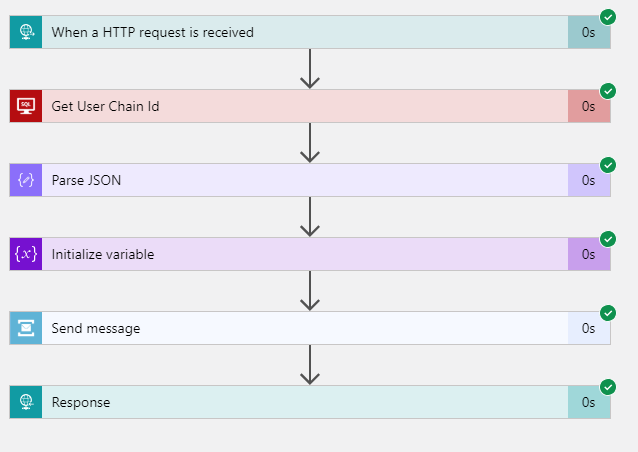 When a HTTP request is received 0s
SQL
Get User Chain Id 0s
Parse JSON 0s
{x} Initialize variable 0s
Send message 0s
Response 0s